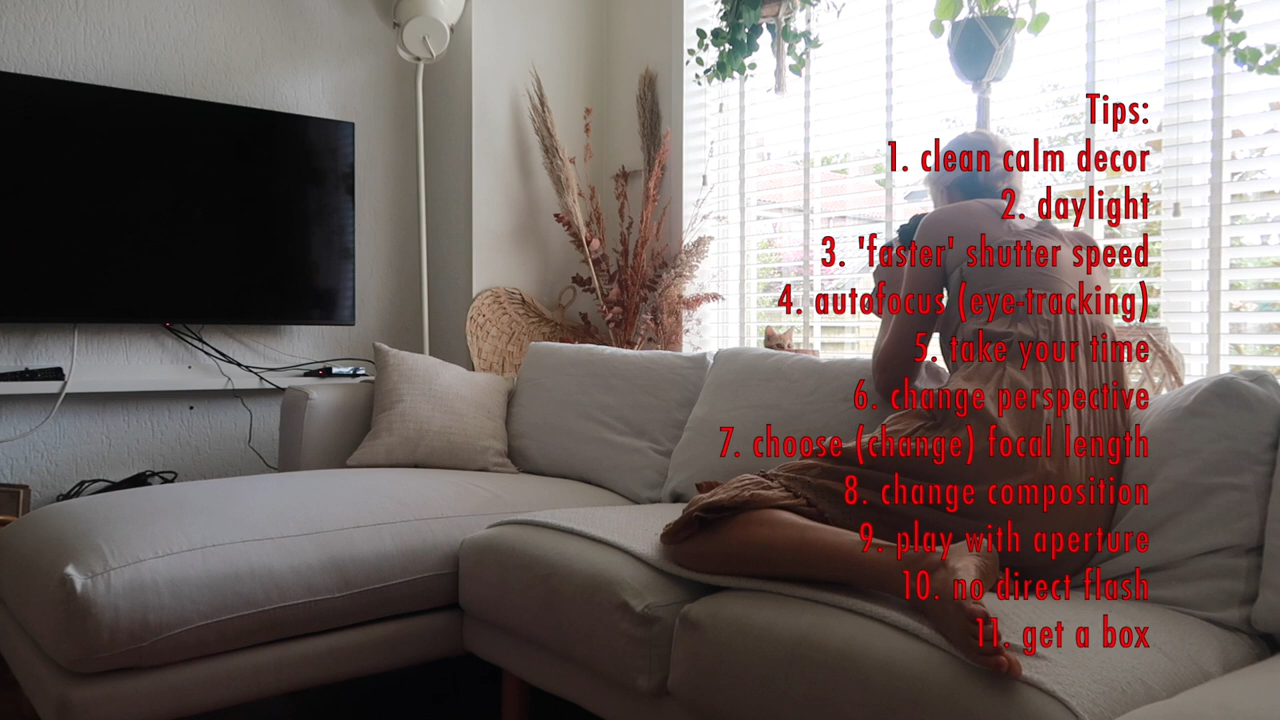 Tips:
1. clean calm decor
2. daylight
3. 'faster' shutter speed
4. autofocus (eye-tracking)
5. take your time
6. change perspective
7. choose (change) focal length
8. change composition
9. play with aperture
10. no direct flash
11. get a box